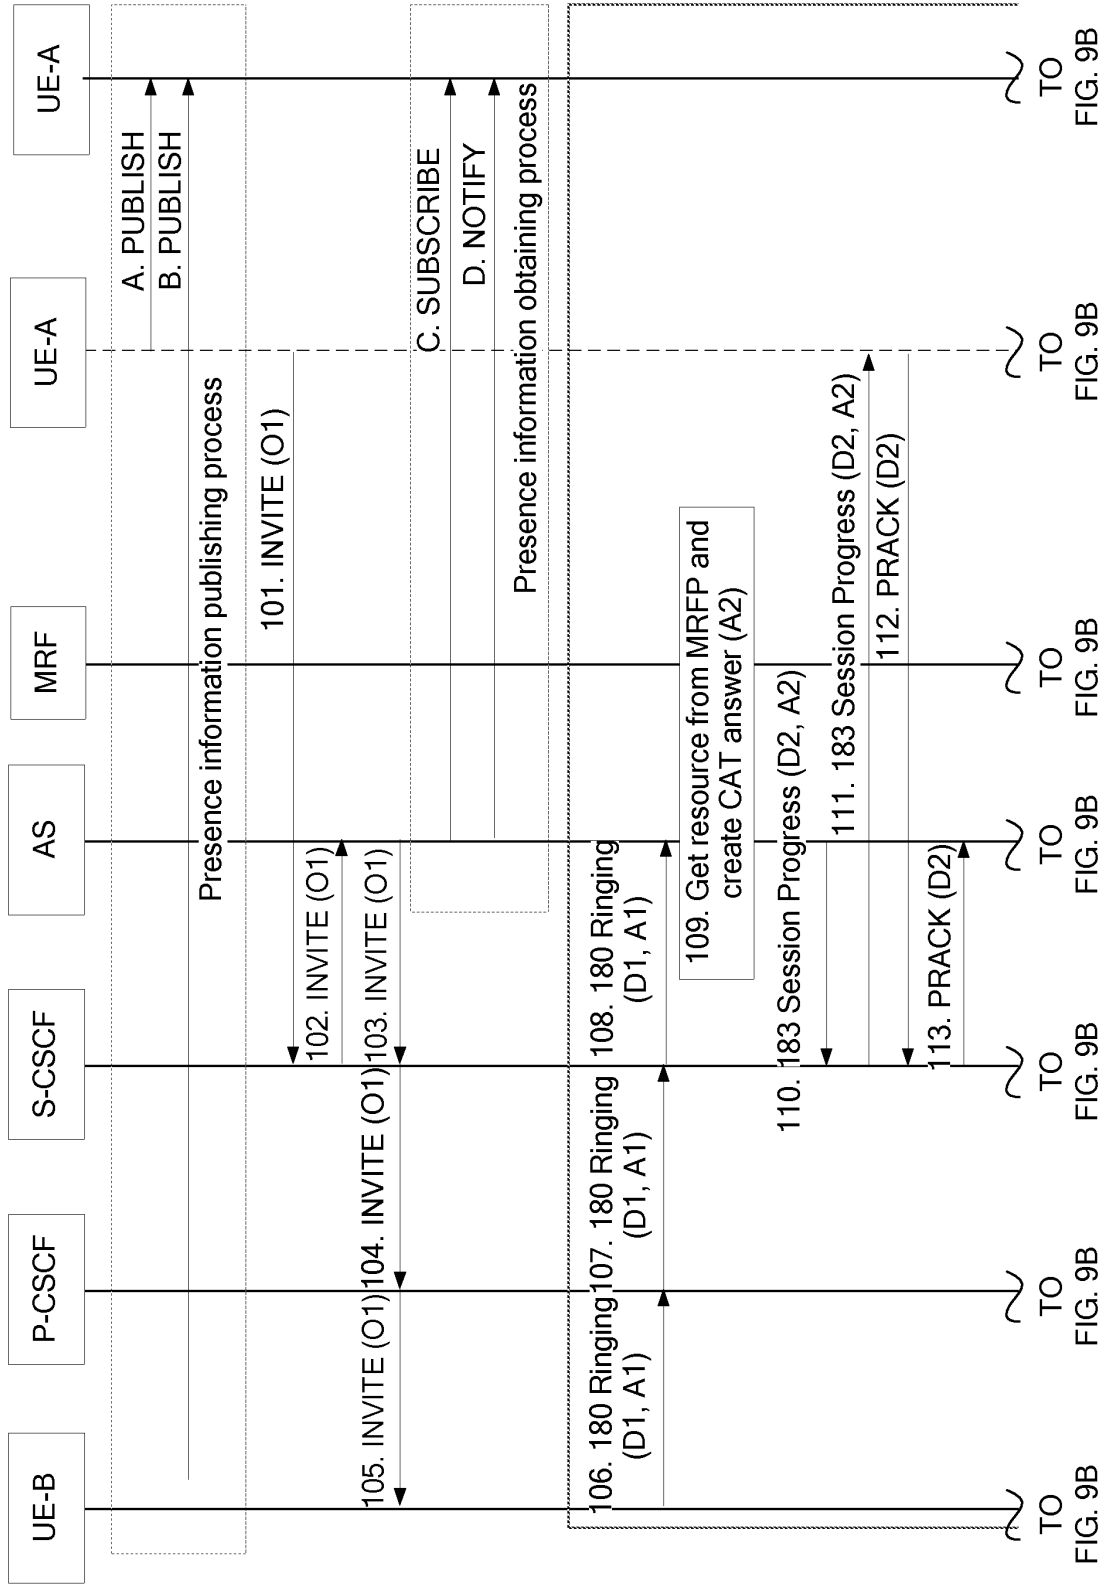 UE-B
P-CSCF
S-CSCF
AS
MRF
UE-A
UE-A
A. PUBLISH
B. PUBLISH
Presence information publishing process
101. INVITE (O1)
102. INVITE (O1)
103. INVITE (O1)
104. INVITE (O1)
105. INVITE (O1)
C. SUBSCRIBE
D. NOTIFY
Presence information obtaining process
106. 180 Ringing
(D1, A1)
107. 180 Ringing
(D1, A1)
108. 180 Ringing
(D1, A1)
109. Get resource from MRFP and
create CAT answer (A2)
110. 183 Session Progress (D2, A2)
111. 183 Session Progress (D2, A2)
112. PRACK (D2)
113. PRACK (D2)
TO
FIG. 9B
TO
FIG. 9B
TO
FIG. 9B
TO
FIG. 9B
TO
FIG. 9B
TO
FIG. 9B
TO
FIG. 9B